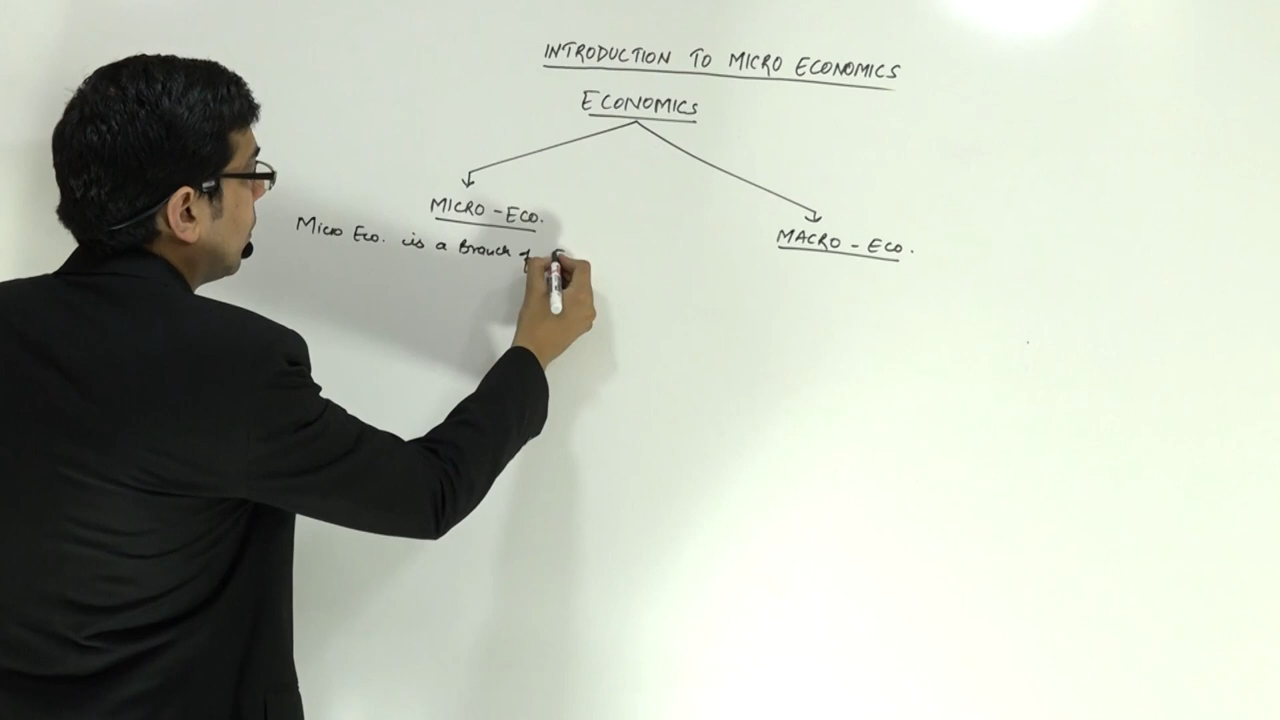 INTRODUCTION TO MICRO ECONOMICS
ECONOMICS
MICRO - ECO.
MACRO - ECO.
Micro Eco. is a Branch of